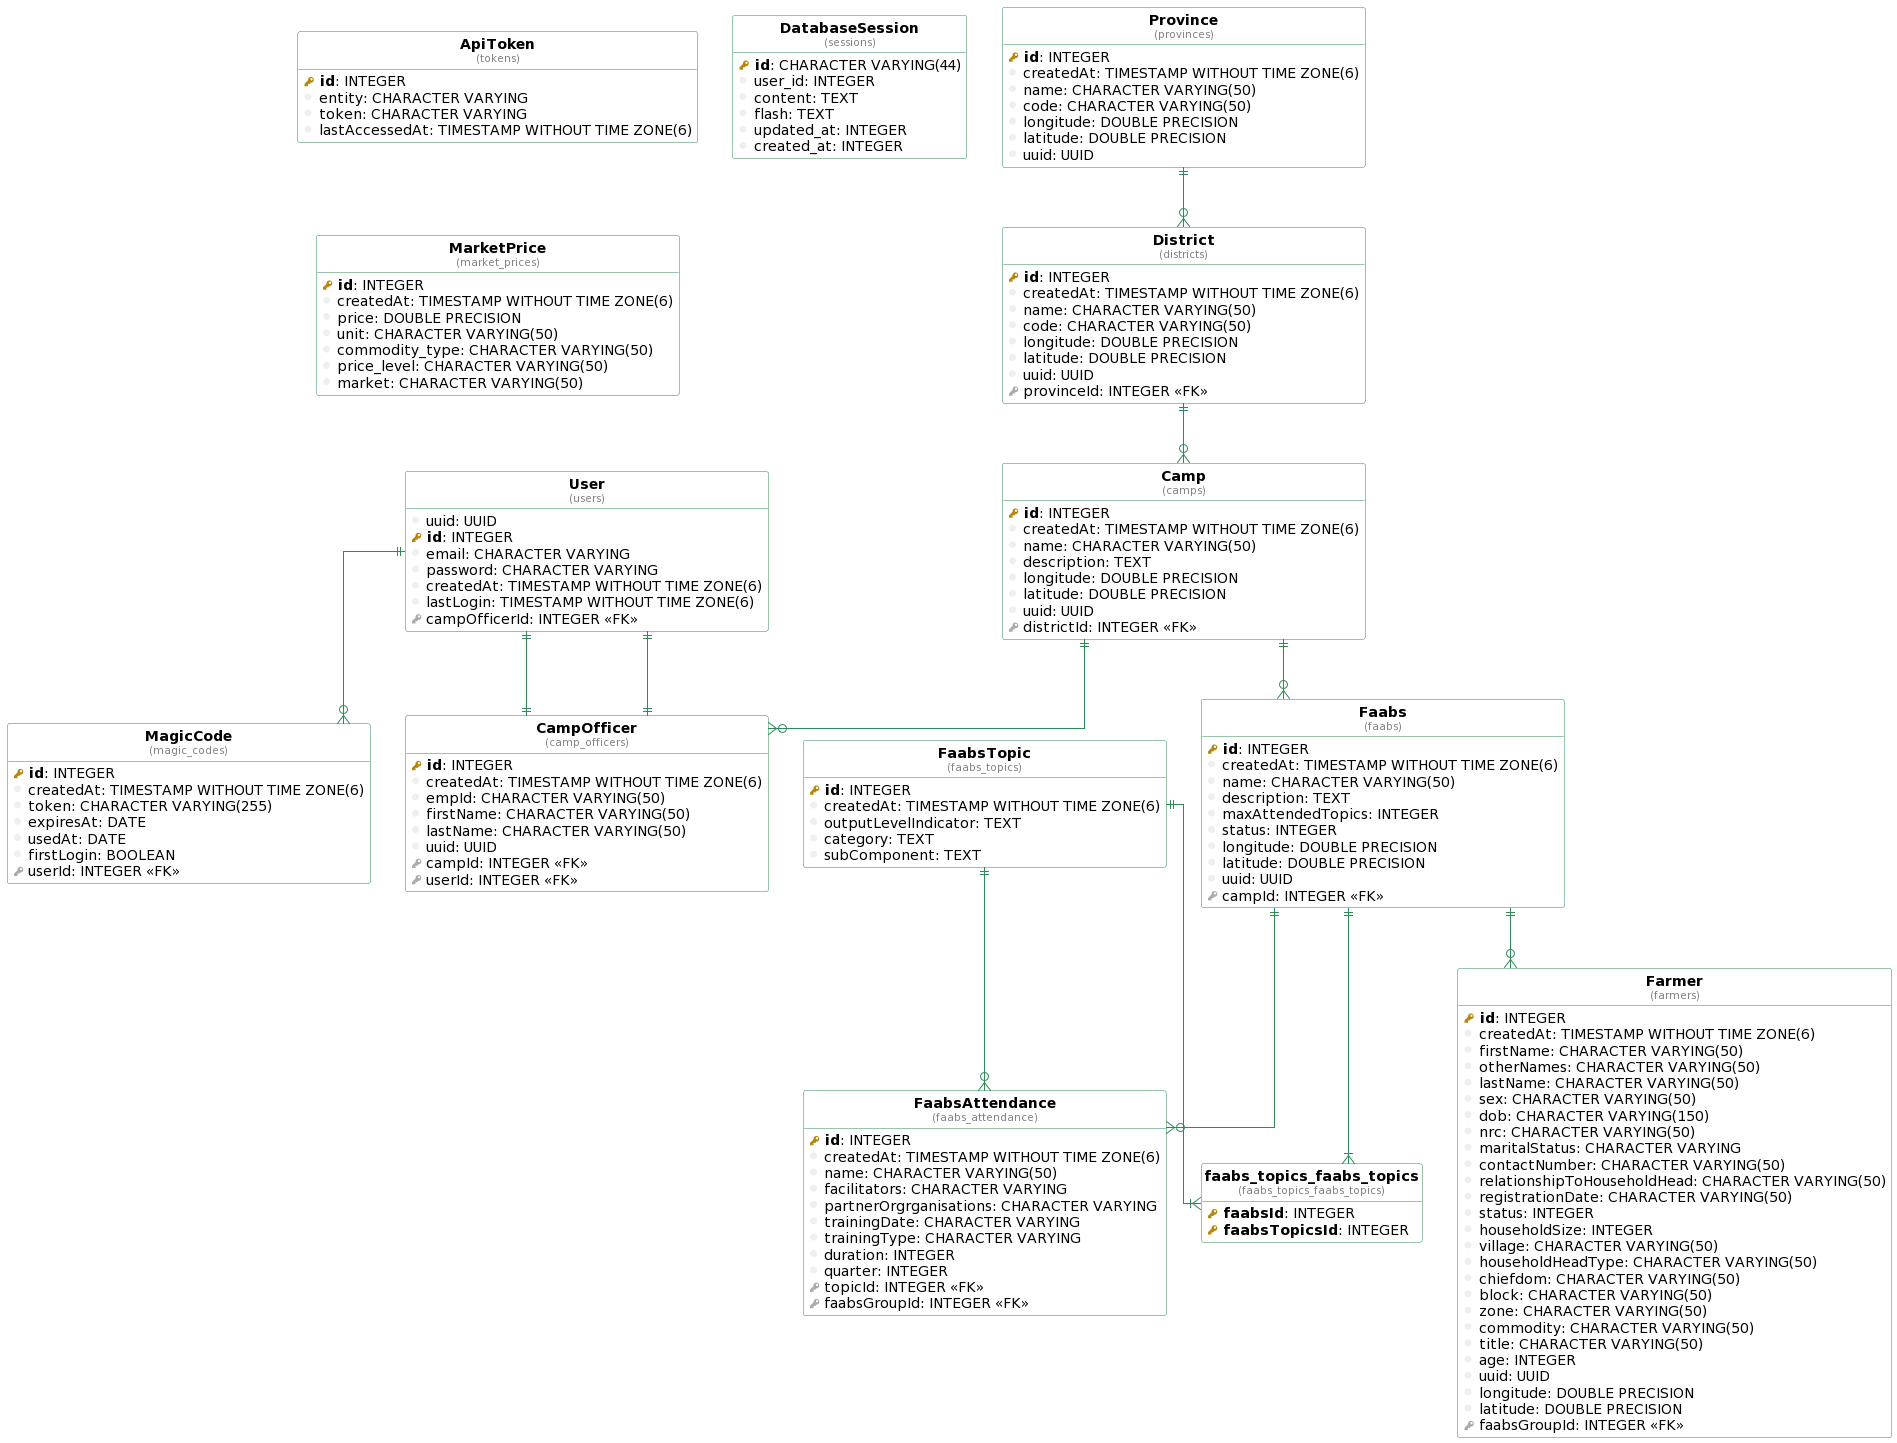 ApiToken
(tokens)
id: INTEGER
entity: CHARACTER VARYING
token: CHARACTER VARYING
lastAccessedAt: TIMESTAMP WITHOUT TIME ZONE(6)
DatabaseSession
(sessions)
id: CHARACTER VARYING(44)
user_id: INTEGER
content: TEXT
flash: TEXT
updated_at: INTEGER
created_at: INTEGER
Province
(provinces)
id: INTEGER
createdAt: TIMESTAMP WITHOUT TIME ZONE(6)
name: CHARACTER VARYING(50)
code: CHARACTER VARYING(50)
longitude: DOUBLE PRECISION
latitude: DOUBLE PRECISION
uuid: UUID
MarketPrice
(market_prices)
id: INTEGER
createdAt: TIMESTAMP WITHOUT TIME ZONE(6)
price: DOUBLE PRECISION
unit: CHARACTER VARYING(50)
commodity_type: CHARACTER VARYING(50)
price_level: CHARACTER VARYING(50)
market: CHARACTER VARYING(50)
District
(districts)
id: INTEGER
createdAt: TIMESTAMP WITHOUT TIME ZONE(6)
name: CHARACTER VARYING(50)
code: CHARACTER VARYING(50)
longitude: DOUBLE PRECISION
latitude: DOUBLE PRECISION
uuid: UUID
provinceId: INTEGER «FK»
User
(users)
uuid: UUID
id: INTEGER
email: CHARACTER VARYING
password: CHARACTER VARYING
createdAt: TIMESTAMP WITHOUT TIME ZONE(6)
lastLogin: TIMESTAMP WITHOUT TIME ZONE(6)
campOfficerId: INTEGER «FK»
Camp
(camps)
id: INTEGER
createdAt: TIMESTAMP WITHOUT TIME ZONE(6)
name: CHARACTER VARYING(50)
description: TEXT
longitude: DOUBLE PRECISION
latitude: DOUBLE PRECISION
uuid: UUID
districtId: INTEGER «FK»
MagicCode
(magic_codes)
id: INTEGER
createdAt: TIMESTAMP WITHOUT TIME ZONE(6)
token: CHARACTER VARYING(255)
expiresAt: DATE
usedAt: DATE
firstLogin: BOOLEAN
userId: INTEGER «FK»
CampOfficer
(camp_officers)
id: INTEGER
createdAt: TIMESTAMP WITHOUT TIME ZONE(6)
empId: CHARACTER VARYING(50)
firstName: CHARACTER VARYING(50)
lastName: CHARACTER VARYING(50)
uuid: UUID
campId: INTEGER «FK»
userId: INTEGER «FK»
FaabsTopic
(faabs_topics)
id: INTEGER
createdAt: TIMESTAMP WITHOUT TIME ZONE(6)
outputLevelIndicator: TEXT
category: TEXT
subComponent: TEXT
Faabs
(faabs)
id: INTEGER
createdAt: TIMESTAMP WITHOUT TIME ZONE(6)
name: CHARACTER VARYING(50)
description: TEXT
maxAttendedTopics: INTEGER
status: INTEGER
longitude: DOUBLE PRECISION
latitude: DOUBLE PRECISION
uuid: UUID
campId: INTEGER «FK»
FaabsAttendance
(faabs_attendance)
id: INTEGER
createdAt: TIMESTAMP WITHOUT TIME ZONE(6)
name: CHARACTER VARYING(50)
facilitators: CHARACTER VARYING
partnerOrgrganisations: CHARACTER VARYING
trainingDate: CHARACTER VARYING
trainingType: CHARACTER VARYING
duration: INTEGER
quarter: INTEGER
topicId: INTEGER «FK»
faabsGroupId: INTEGER «FK»
faabs_topics_faabs_topics
(faabs_topics_faabs_topics)
faabsId: INTEGER
faabsTopicsId: INTEGER
Farmer
(farmers)
id: INTEGER
createdAt: TIMESTAMP WITHOUT TIME ZONE(6)
firstName: CHARACTER VARYING(50)
otherNames: CHARACTER VARYING(50)
lastName: CHARACTER VARYING(50)
sex: CHARACTER VARYING(50)
dob: CHARACTER VARYING(150)
nrc: CHARACTER VARYING(50)
maritalStatus: CHARACTER VARYING
contactNumber: CHARACTER VARYING(50)
relationshipToHouseholdHead: CHARACTER VARYING(50)
registrationDate: CHARACTER VARYING(50)
status: INTEGER
householdSize: INTEGER
village: CHARACTER VARYING(50)
householdHeadType: CHARACTER VARYING(50)
chiefdom: CHARACTER VARYING(50)
block: CHARACTER VARYING(50)
zone: CHARACTER VARYING(50)
commodity: CHARACTER VARYING(50)
title: CHARACTER VARYING(50)
age: INTEGER
uuid: UUID
longitude: DOUBLE PRECISION
latitude: DOUBLE PRECISION
faabsGroupId: INTEGER «FK»